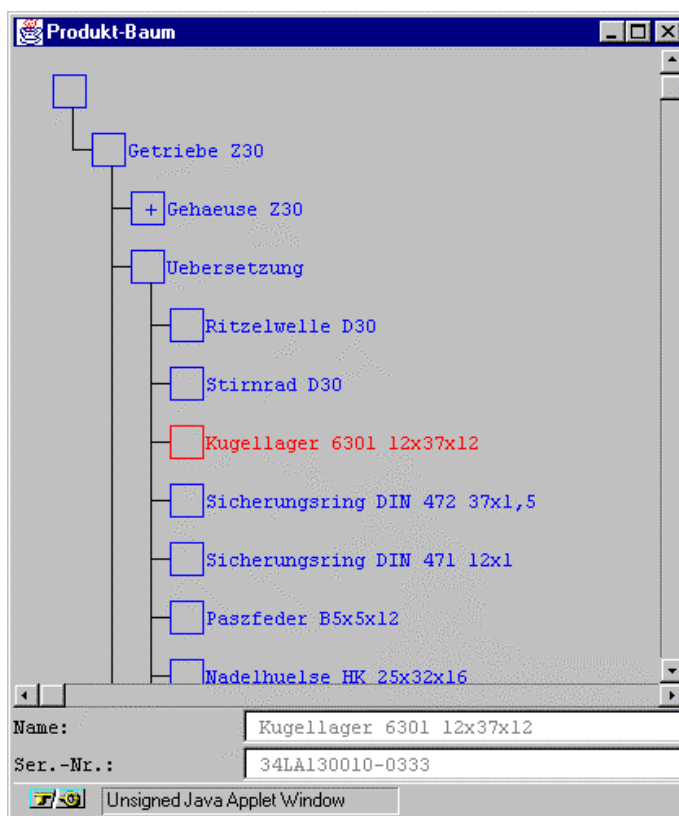 Produkt-Baum
Getriebe Z30
+ Gehaeuse Z30
Uebersetzung
Ritzelwelle D30
Stirnrad D30
Kugellager 6301 12x37x12
Sicherungsring DIN 472 37x1,5
Sicherungsring DIN 471 12x1
Paszfeder B5x5x12
Nadelhuelse HK 25x32x16
Name: Kugellager 6301 12x37x12
Ser.-Nr.: 34LA130010-0333
Unsigned Java Applet Window